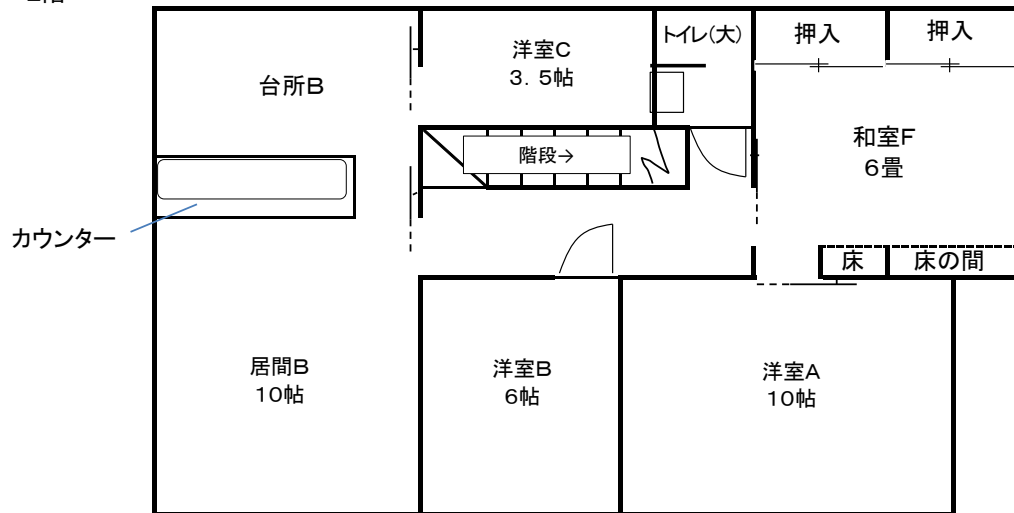 洋室C
3．5帖
トイレ(大)
押入
押入
台所B
和室F
6畳
階段→
カウンター
床
床の間
居間B
10帖
洋室B
6帖
洋室A
10帖